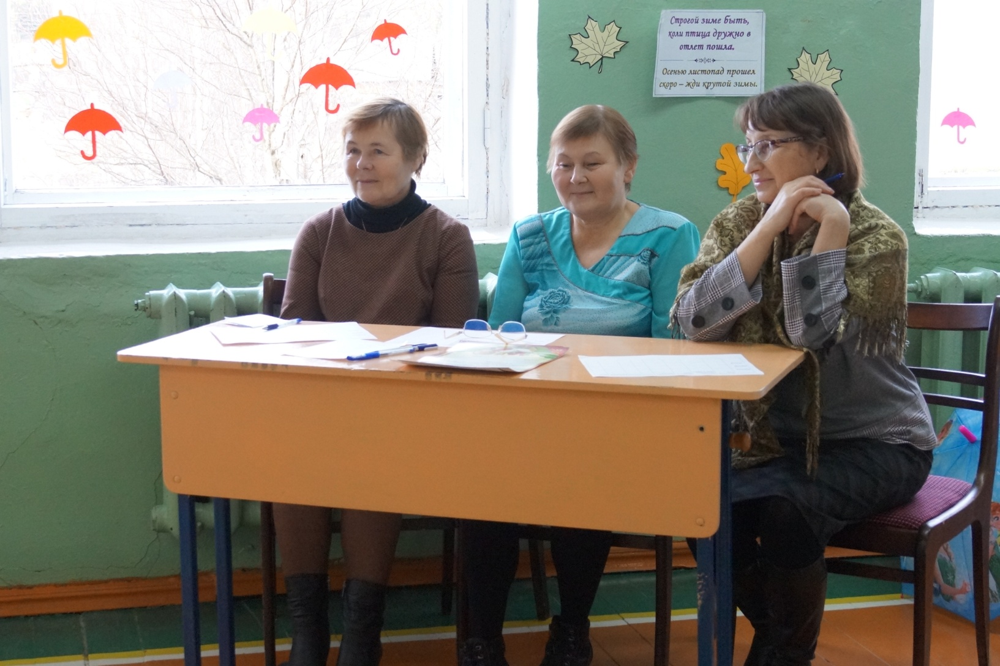 Строгой зиме быть,
коли птица дружно в
отлет пошла.
Осенью листопад прошел
скоро – жди крутой зимы.